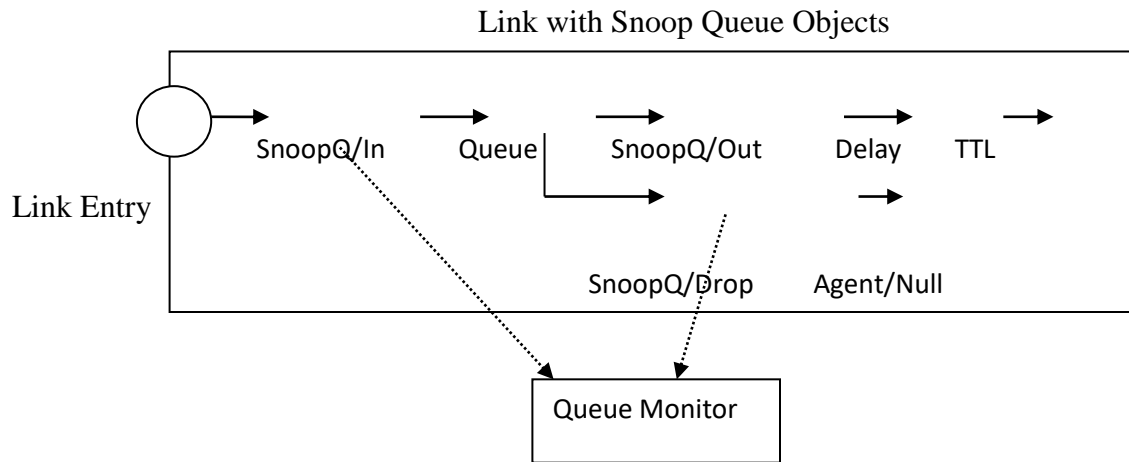 Link with Snoop Queue Objects
SnoopQ/In Queue SnoopQ/Out Delay TTL
Link Entry
SnoopQ/Drop Agent/Null
Queue Monitor